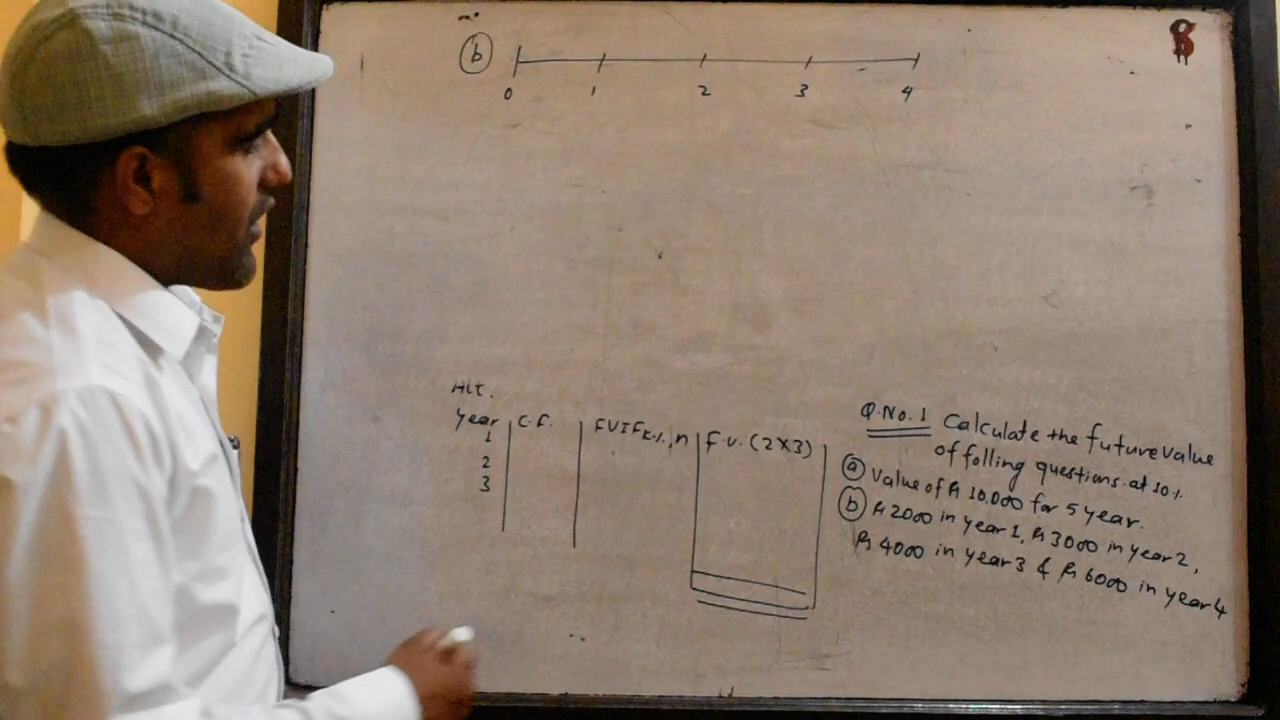 (b)
0 1 2 3 4
Alt.
Year C.F. FVIFK%,n F.V. (2X3)
1
2
3
Q.No. 1 Calculate the future value
of folling questions. at 10%
(a) Value of Rs 10,000 for 5 year.
(b) Rs 2000 in year 1, Rs 3000 in year 2,
Rs 4000 in year 3 & Rs 6000 in year 4